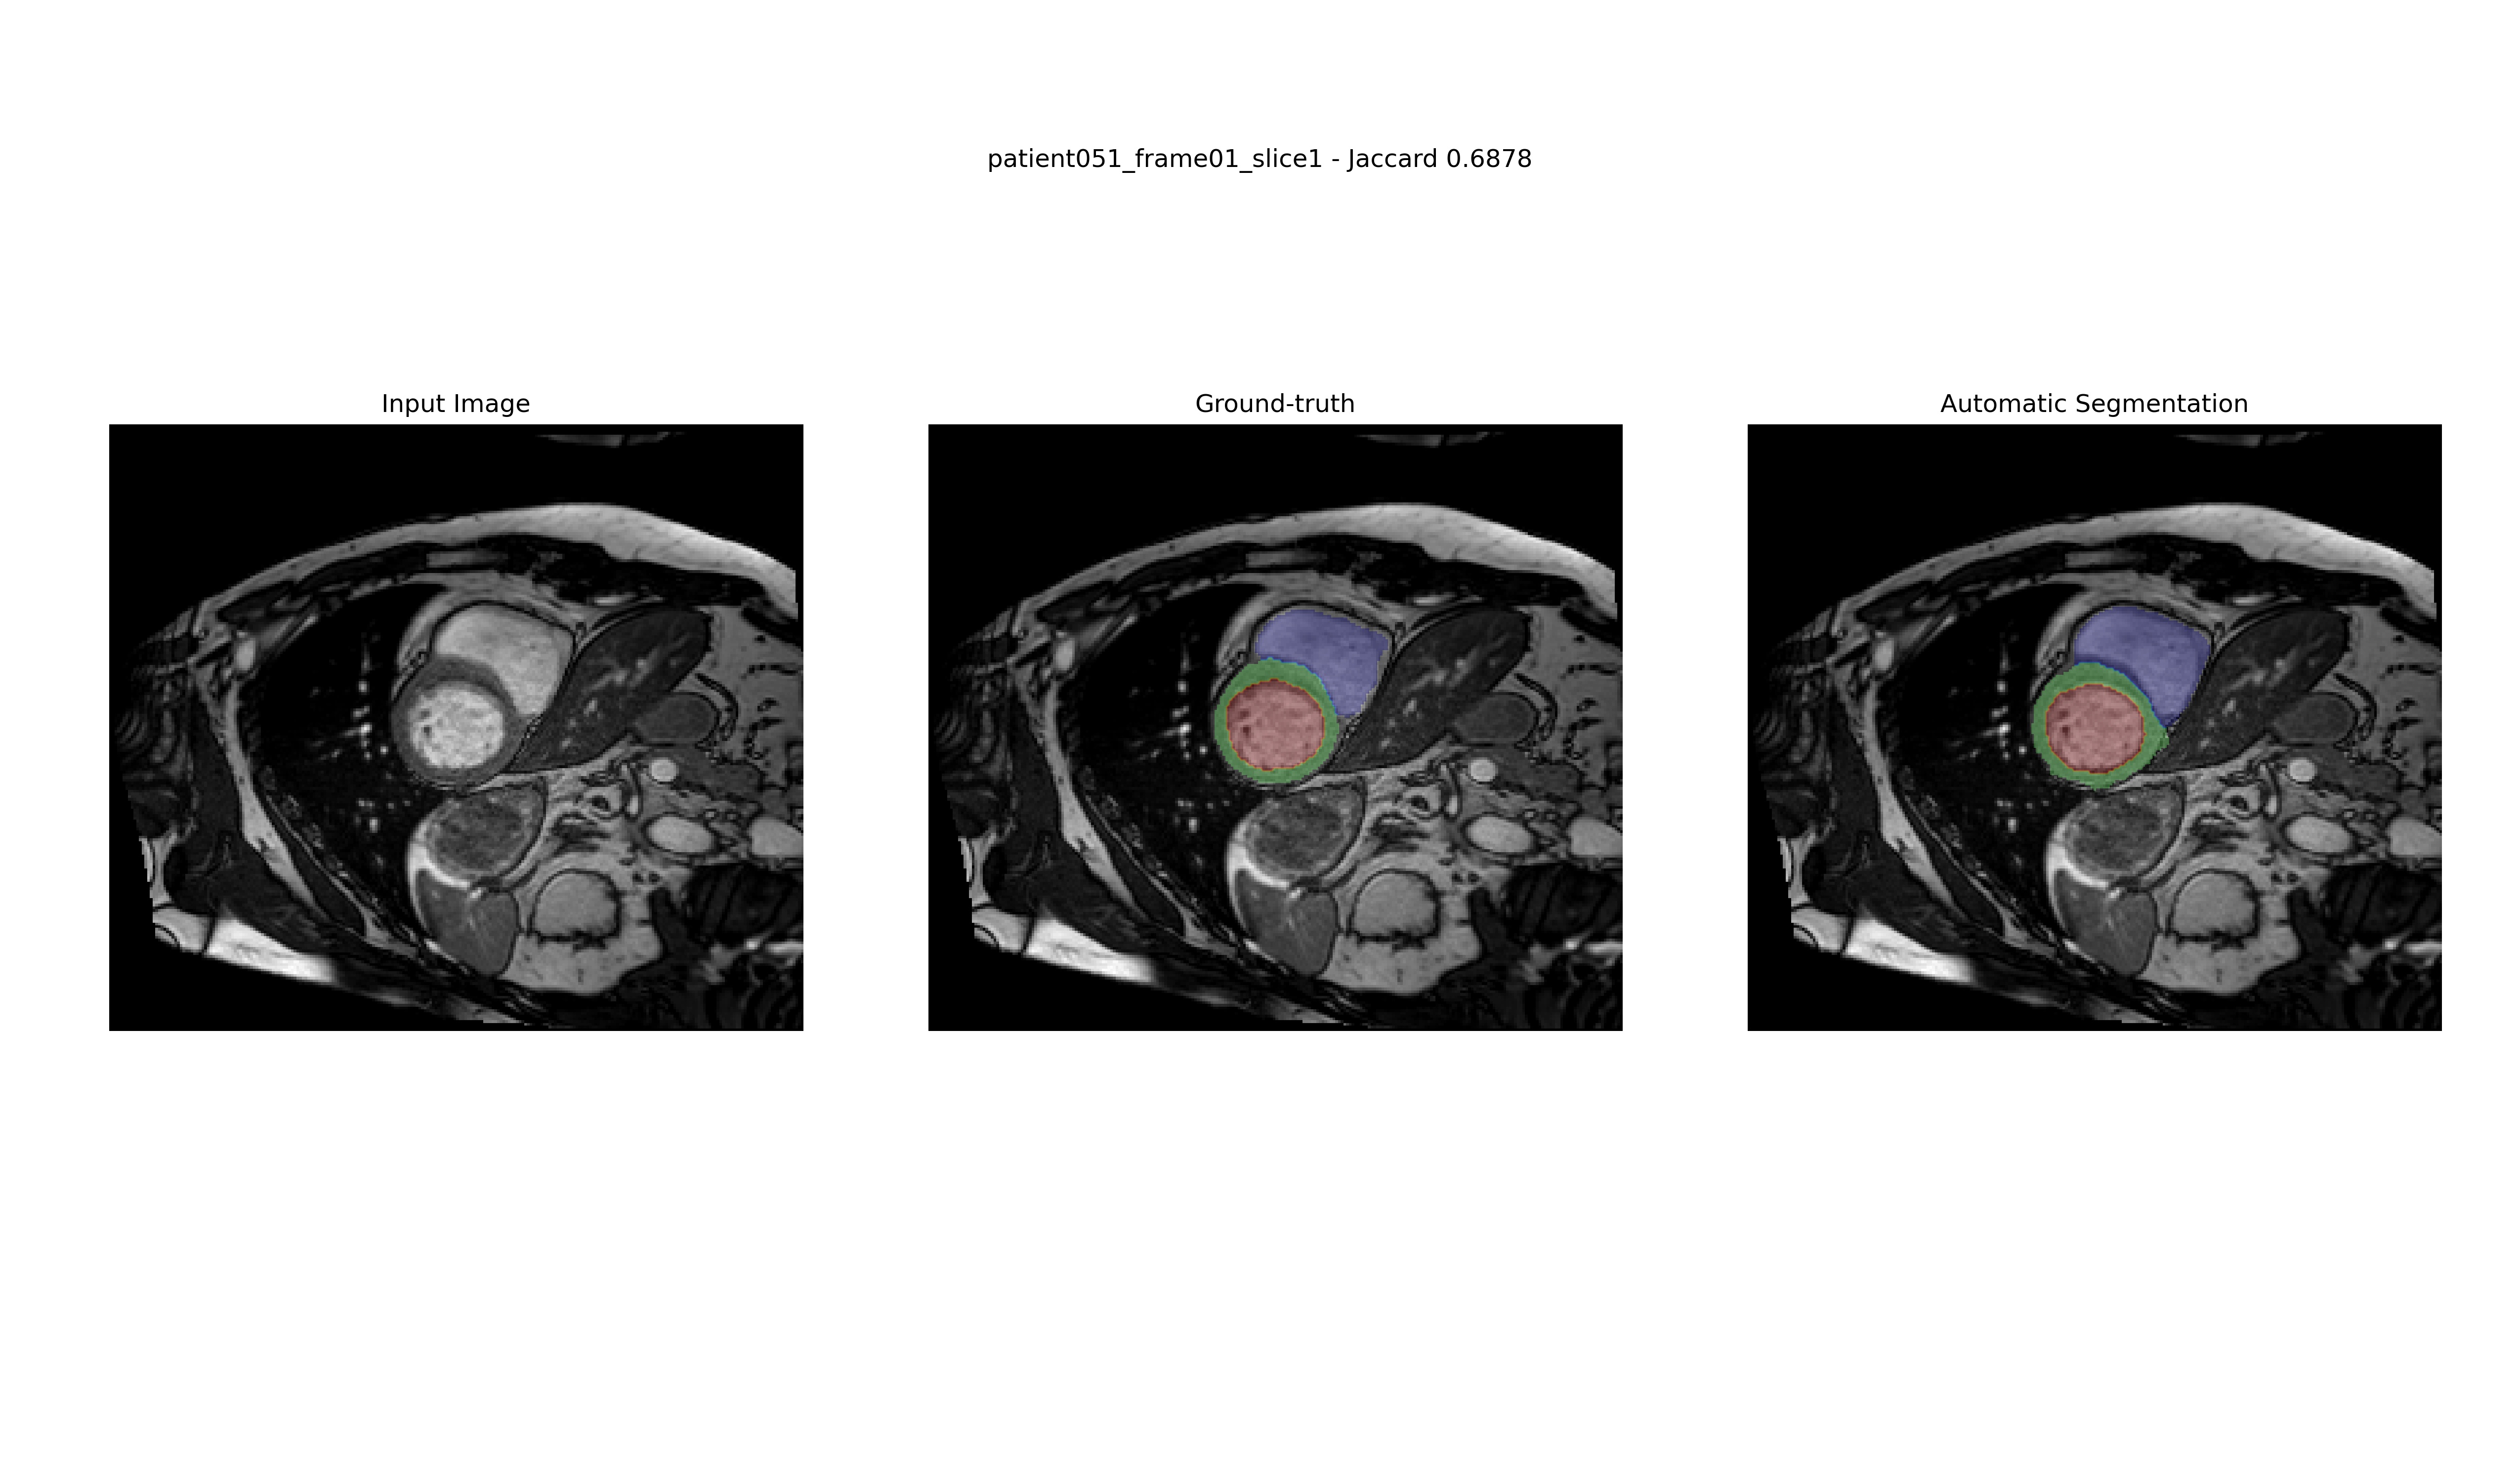 patient051_frame01_slice1 - Jaccard 0.6878
Input Image
Ground-truth
Automatic Segmentation